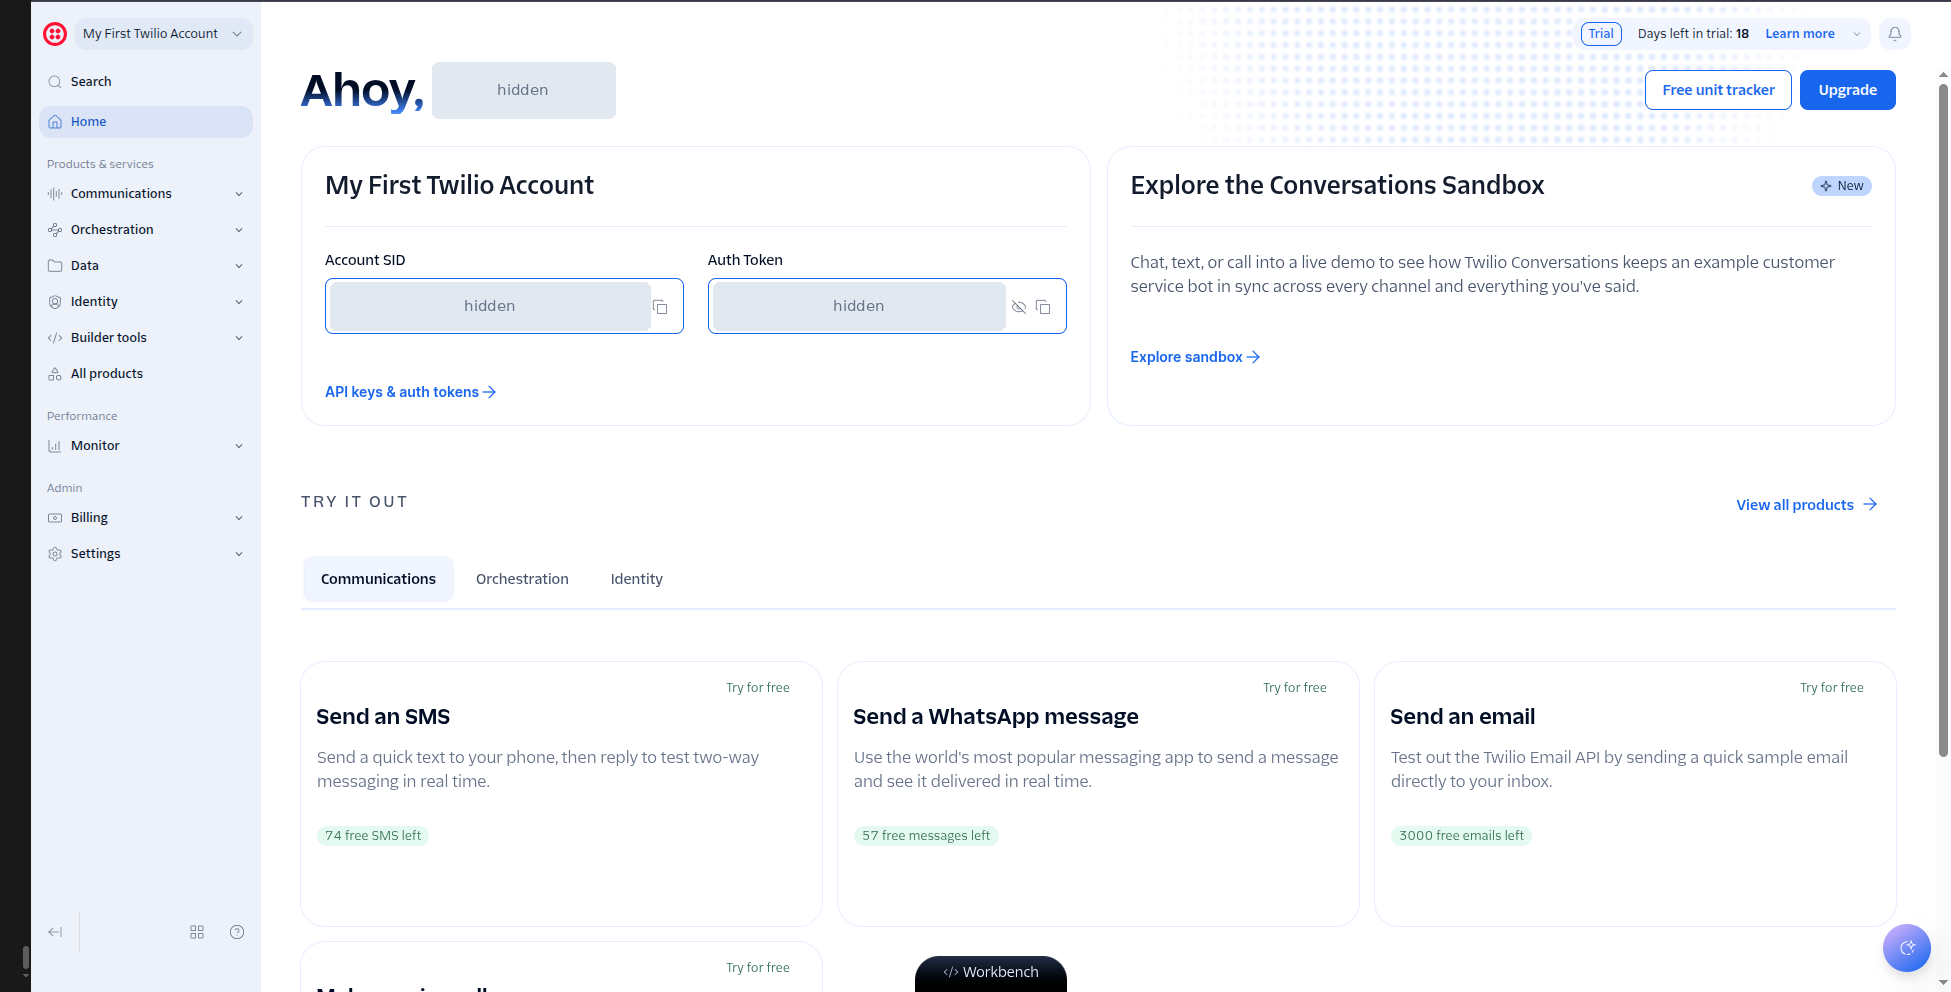 My First Twilio Account
Trial
Days left in trial: 18
Learn more
Search
Home
Products & services
Communications
Orchestration
Data
Identity
Builder tools
All products
Performance
Monitor
Admin
Billing
Settings
Ahoy,
hidden
Free unit tracker
Upgrade
My First Twilio Account
Account SID
hidden
Auth Token
hidden
API keys & auth tokens
Explore the Conversations Sandbox
New
Chat, text, or call into a live demo to see how Twilio Conversations keeps an example customer
service bot in sync across every channel and everything you've said.
Explore sandbox
TRY IT OUT
View all products
Communications
Orchestration
Identity
Try for free
Send an SMS
Send a quick text to your phone, then reply to test two-way
messaging in real time.
74 free SMS left
Try for free
Send a WhatsApp message
Use the world's most popular messaging app to send a message
and see it delivered in real time.
57 free messages left
Try for free
Send an email
Test out the Twilio Email API by sending a quick sample email
directly to your inbox.
3000 free emails left
Try for free
</> Workbench